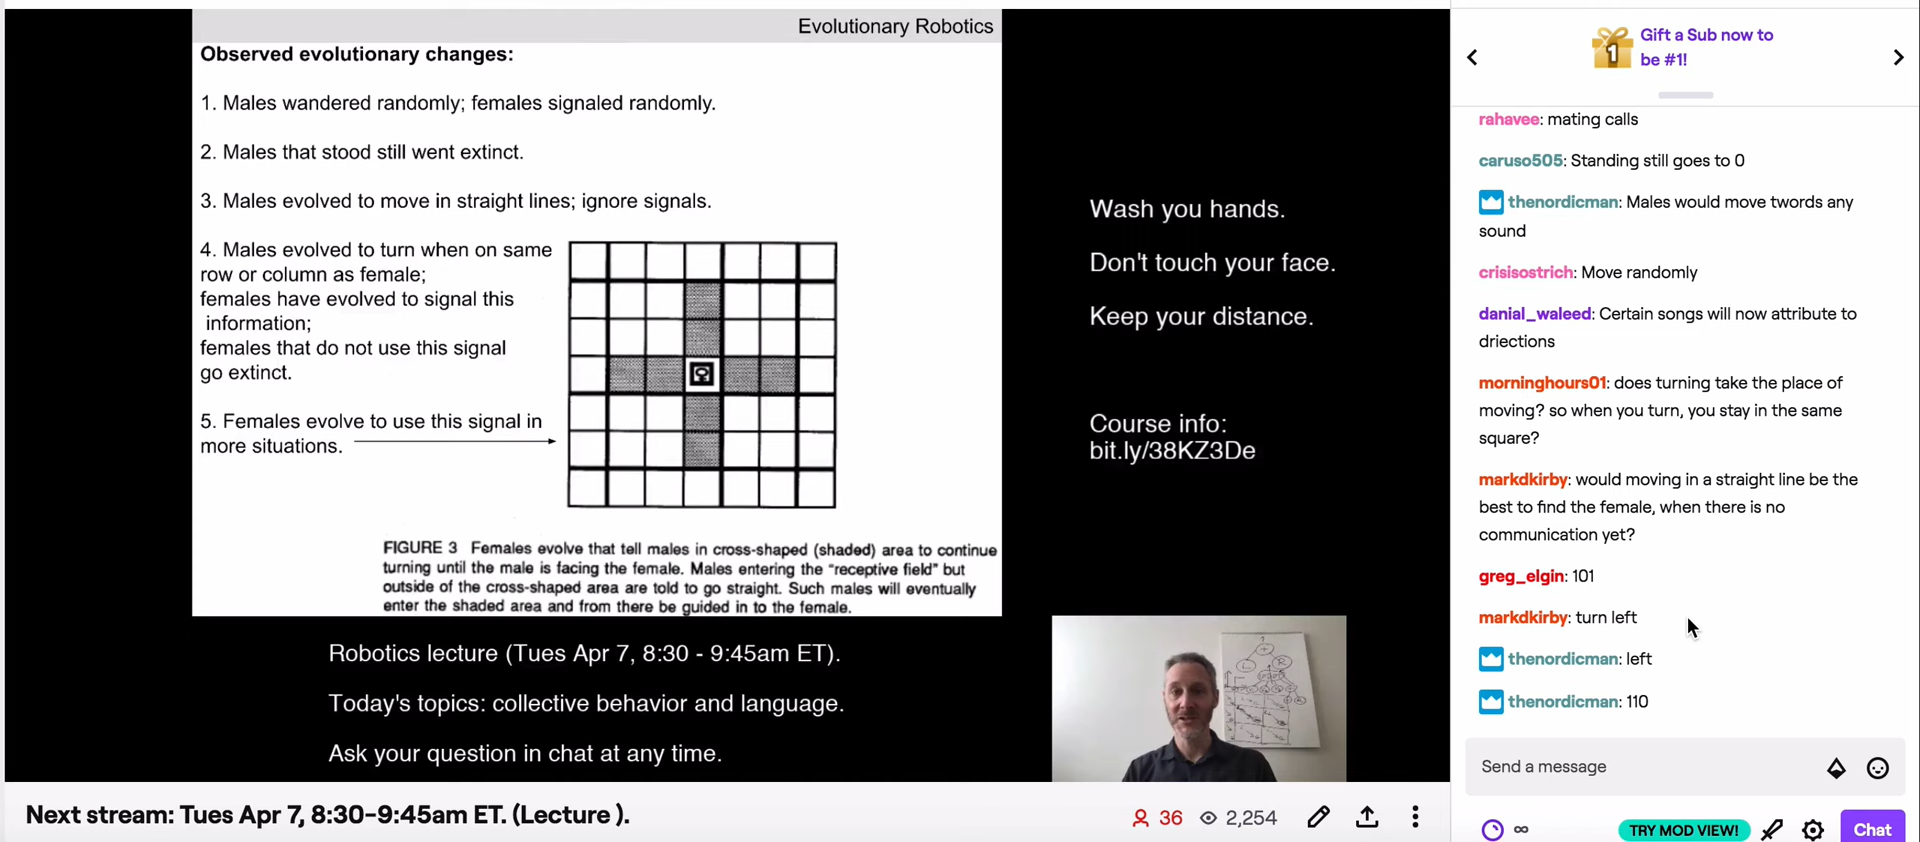 Evolutionary Robotics
Observed evolutionary changes:
1. Males wandered randomly; females signaled randomly.
2. Males that stood still went extinct.
3. Males evolved to move in straight lines; ignore signals.
4. Males evolved to turn when on same
row or column as female;
females have evolved to signal this
information;
females that do not use this signal
go extinct.
5. Females evolve to use this signal in
more situations.
FIGURE 3 Females evolve that tell males in cross-shaped (shaded) area to continue
turning until the male is facing the female. Males entering the "receptive field" but
outside of the cross-shaped area are told to go straight. Such males will eventually
enter the shaded area and from there be guided in to the female.
Wash you hands.
Don't touch your face.
Keep your distance.
Course info:
bit.ly/38KZ3De
Robotics lecture (Tues Apr 7, 8:30 - 9:45am ET).
Today's topics: collective behavior and language.
Ask your question in chat at any time.
Next stream: Tues Apr 7, 8:30-9:45am ET. (Lecture ).
36
2,254
1
Gift a Sub now to
be #1!
rahavee: mating calls
caruso505: Standing still goes to 0
thenordicman: Males would move twords any
sound
crisisostrich: Move randomly
danial_waleed: Certain songs will now attribute to
driections
morninghours01: does turning take the place of
moving? so when you turn, you stay in the same
square?
markdkirby: would moving in a straight line be the
best to find the female, when there is no
communication yet?
greg_elgin: 101
markdkirby: turn left
thenordicman: left
thenordicman: 110
Send a message
∞
TRY MOD VIEW!
Chat